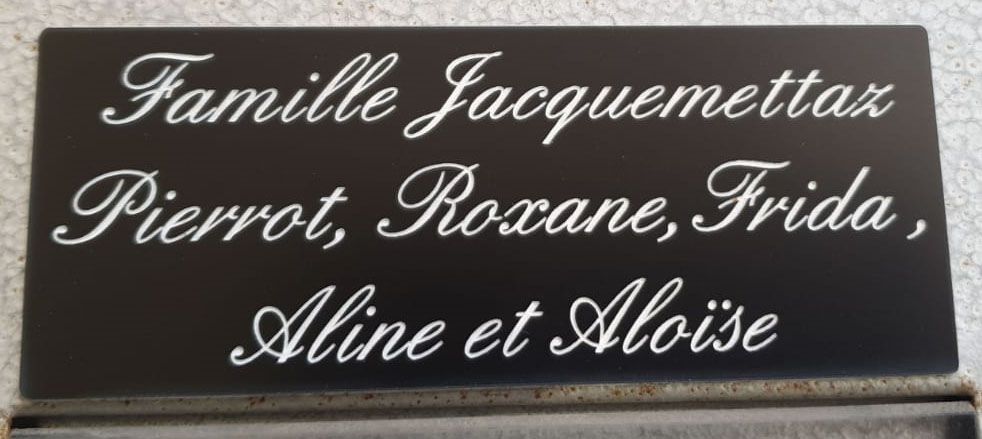 Famille Jacquemettaz
Pierrot, Roxane, Frida ,
Aline et Aloïse